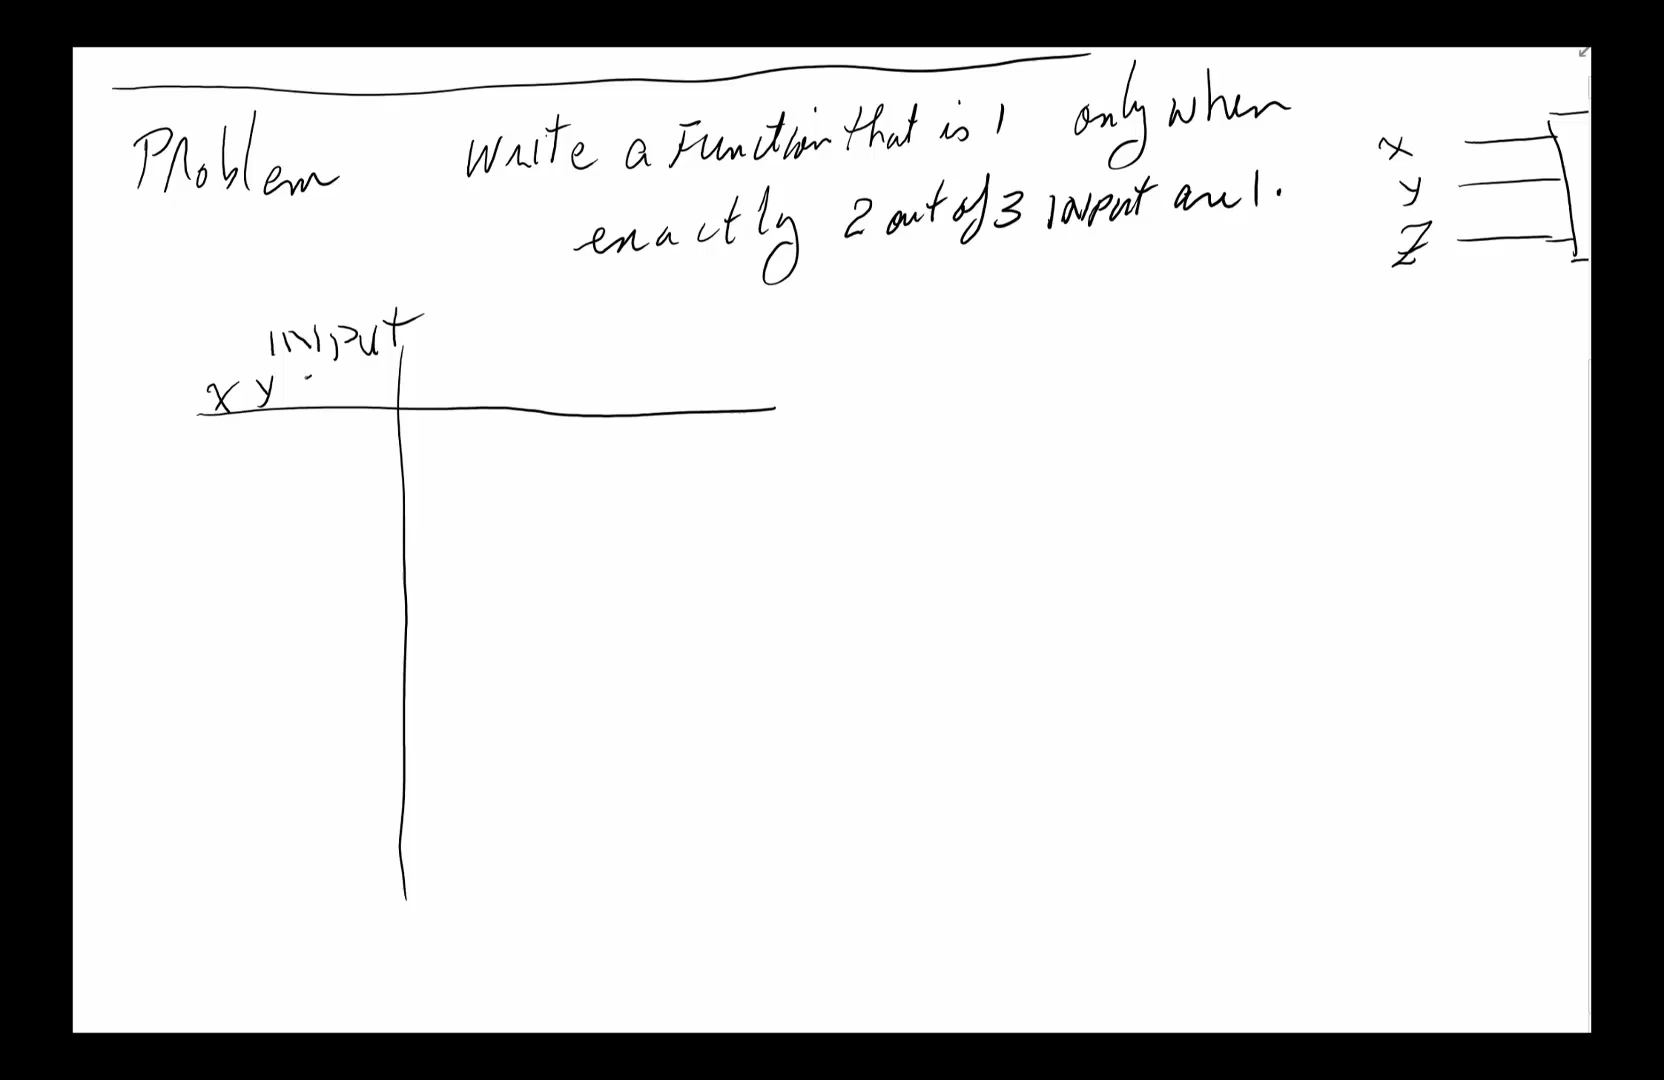 Problem Write a Function that is 1 only when
exactly 2 out of 3 input are 1.
x
y
z
input
x y